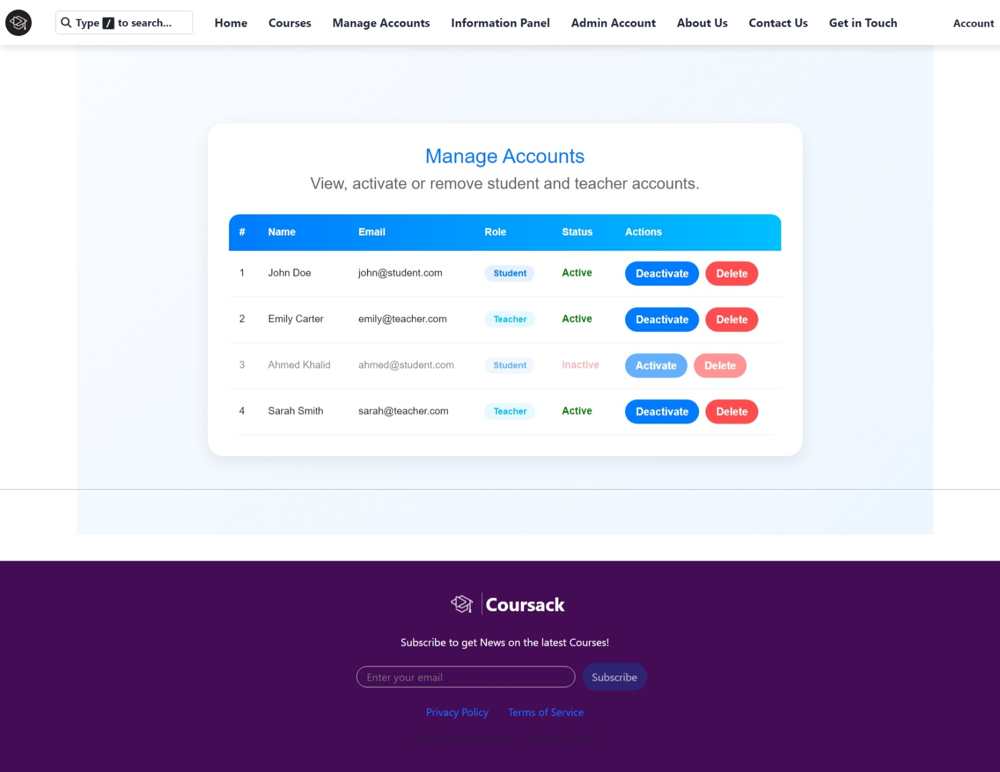 Type / to search... Home Courses Manage Accounts Information Panel Admin Account About Us Contact Us Get in Touch Account
Manage Accounts
View, activate or remove student and teacher accounts.
# Name Email Role Status Actions
1 John Doe john@student.com Student Active Deactivate Delete
2 Emily Carter emily@teacher.com Teacher Active Deactivate Delete
3 Ahmed Khalid ahmed@student.com Student Inactive Activate Delete
4 Sarah Smith sarah@teacher.com Teacher Active Deactivate Delete
Coursack
Subscribe to get News on the latest Courses!
Enter your email Subscribe
Privacy Policy Terms of Service